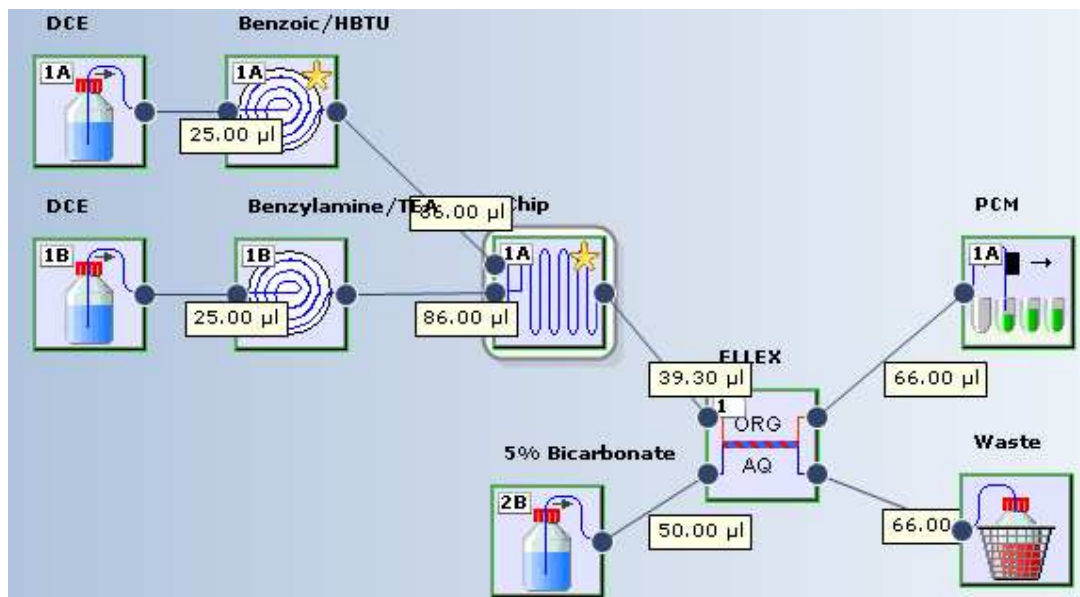 DCE
Benzoic/HBTU
1A
1A
25.00 µl
DCE
Benzylamine/TEA
86.00 µl
Chip
PCM
1B
1B
1A
1A
25.00 µl
86.00 µl
FLLEX
39.30 µl
66.00 µl
1
ORG
AQ
5% Bicarbonate
Waste
2B
50.00 µl
66.00